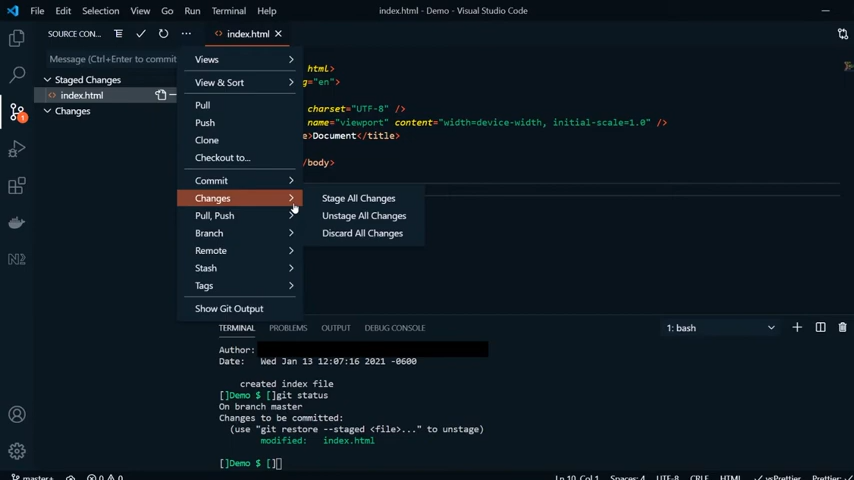 File Edit Selection View Go Run Terminal Help
index.html - Demo - Visual Studio Code
SOURCE CON...
index.html
Message (Ctrl+Enter to commit
Staged Changes
index.html
Changes
1
N2
Views
View & Sort
Pull
Push
Clone
Checkout to...
Commit
Changes
Pull, Push
Branch
Remote
Stash
Tags
Show Git Output
Stage All Changes
Unstage All Changes
Discard All Changes
html>
"en">
charset="UTF-8" />
name="viewport" content="width=device-width, initial-scale=1.0" />
>Document</title>
/body>
TERMINAL PROBLEMS OUTPUT DEBUG CONSOLE
1: bash
Author:
Date: Wed Jan 13 12:07:16 2021 -0600
created index file
[]Demo $ []git status
On branch master
Changes to be committed:
(use "git restore --staged <file>..." to unstage)
modified: index.html
[]Demo $ []
master+ 0 0 Ln 10, Col 1 Spaces: 4 UTF-8 CRLF HTML vsPrettier Prettier: